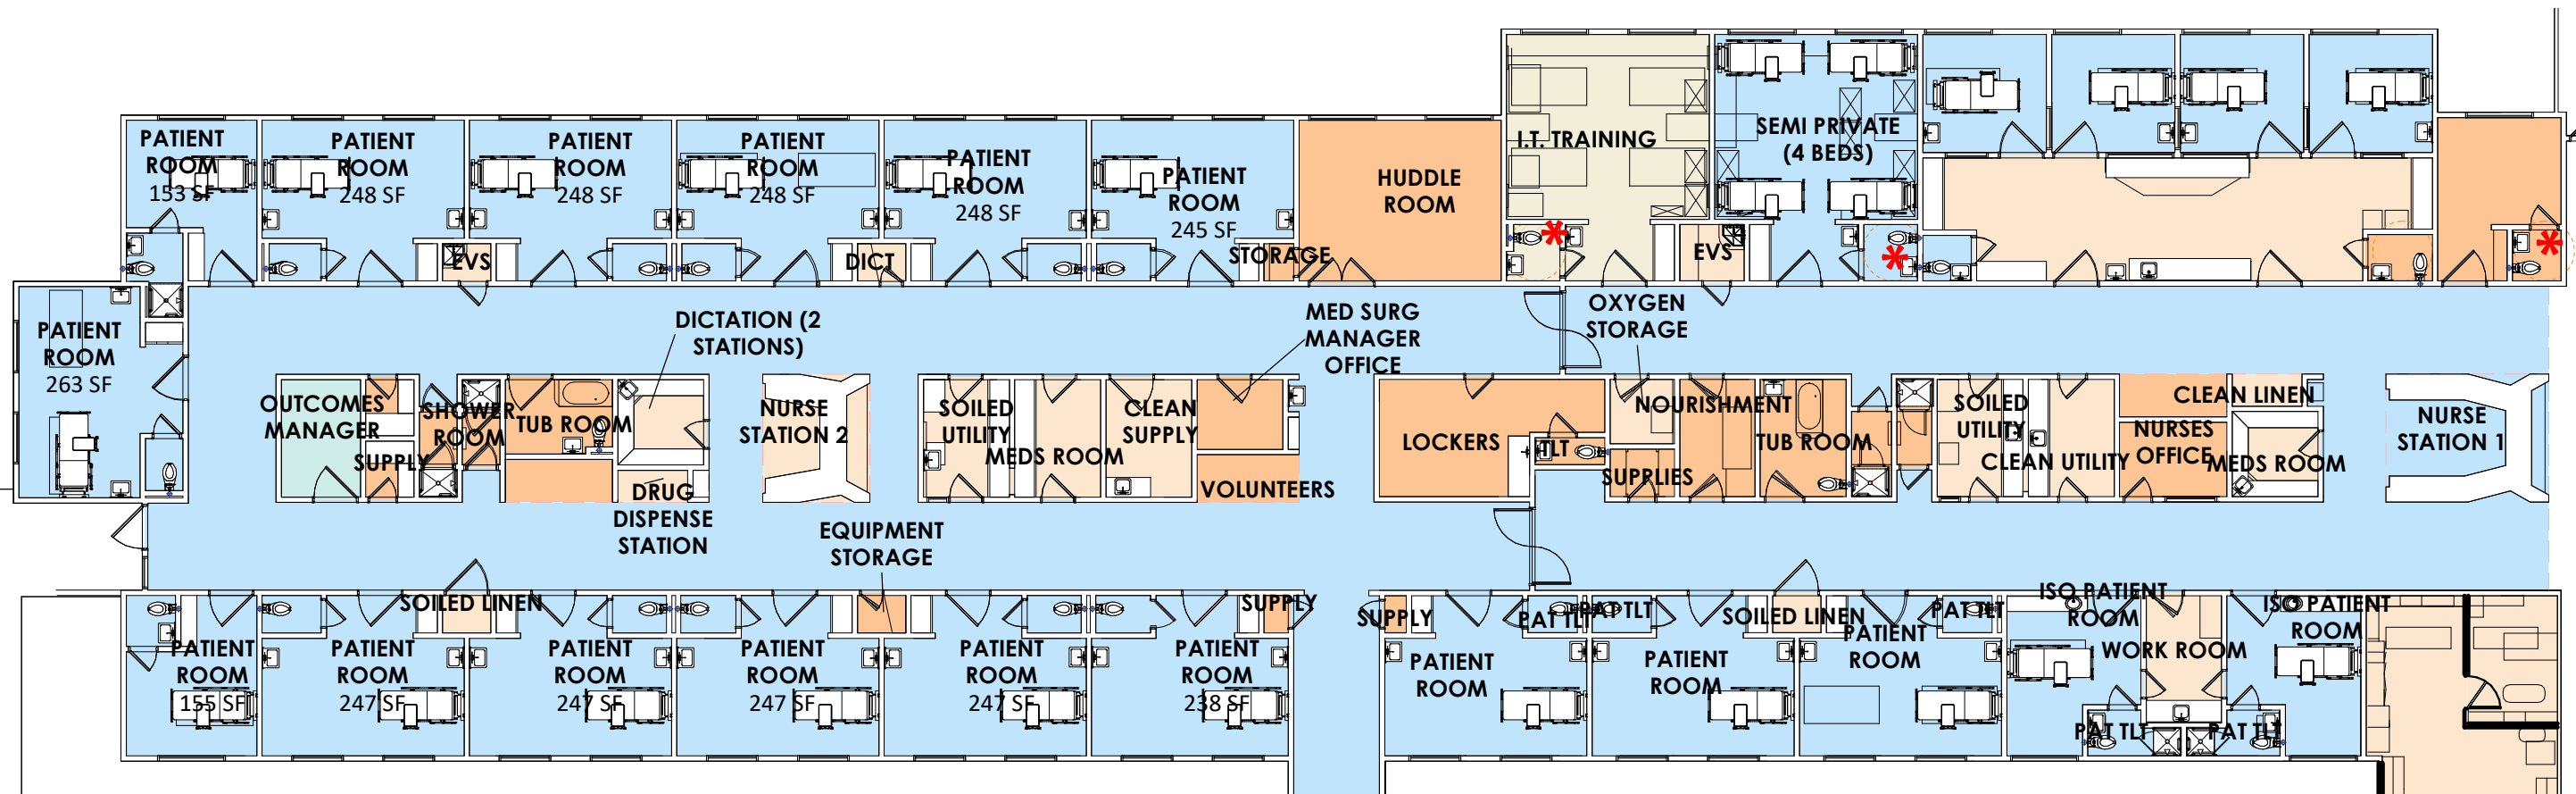 PATIENT
ROOM
153 SF
PATIENT
ROOM
248 SF
PATIENT
ROOM
248 SF
PATIENT
ROOM
248 SF
PATIENT
ROOM
248 SF
PATIENT
ROOM
245 SF
HUDDLE
ROOM
I.T. TRAINING
SEMI PRIVATE
(4 BEDS)
EVS
DICT
STORAGE
EVS
*
*
*
PATIENT
ROOM
263 SF
DICTATION (2
STATIONS)
MED SURG
MANAGER
OFFICE
OXYGEN
STORAGE
OUTCOMES
MANAGER
SUPPLY
SHOWER
ROOM
TUB ROOM
DRUG
DISPENSE
STATION
NURSE
STATION 2
SOILED
UTILITY
MEDS ROOM
CLEAN
SUPPLY
VOLUNTEERS
LOCKERS
TLT
NOURISHMENT
SUPPLIES
TUB ROOM
SOILED
UTILITY
CLEAN UTILITY
CLEAN LINEN
NURSES
OFFICE
MEDS ROOM
NURSE
STATION 1
EQUIPMENT
STORAGE
SOILED LINEN
SUPPLY
SUPPLY
PAT TLT
PAT TLT
SOILED LINEN
PAT TLT
ISO PATIENT
ROOM
ISO PATIENT
ROOM
WORK ROOM
PATIENT
ROOM
155 SF
PATIENT
ROOM
247 SF
PATIENT
ROOM
247 SF
PATIENT
ROOM
247 SF
PATIENT
ROOM
247 SF
PATIENT
ROOM
238 SF
PATIENT
ROOM
PATIENT
ROOM
PATIENT
ROOM
PAT TLT
PAT TLT